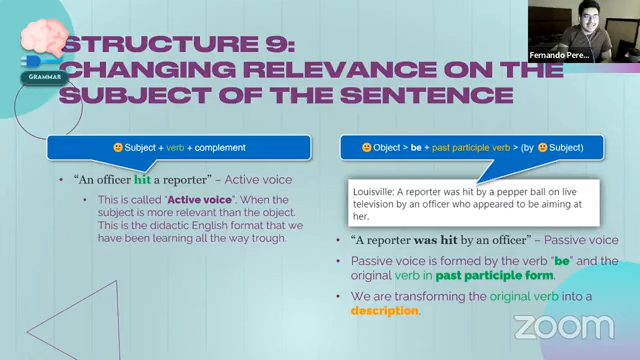 STRUCTURE 9:
CHANGING RELEVANCE ON THE
SUBJECT OF THE SENTENCE
GRAMMAR
Fernando Pere...
Subject + verb + complement
• "An officer hit a reporter" – Active voice
• This is called "Active voice". When the
subject is more relevant than the object.
This is the didactic English format that we
have been learning all the way trough.
Object > be + past participle verb > (by Subject)
Louisville: A reporter was hit by a pepper ball on live
television by an officer who appeared to be aiming at
her.
• "A reporter was hit by an officer" – Passive voice
• Passive voice is formed by the verb "be" and the
original verb in past participle form.
• We are transforming the original verb into a
description.
zoom